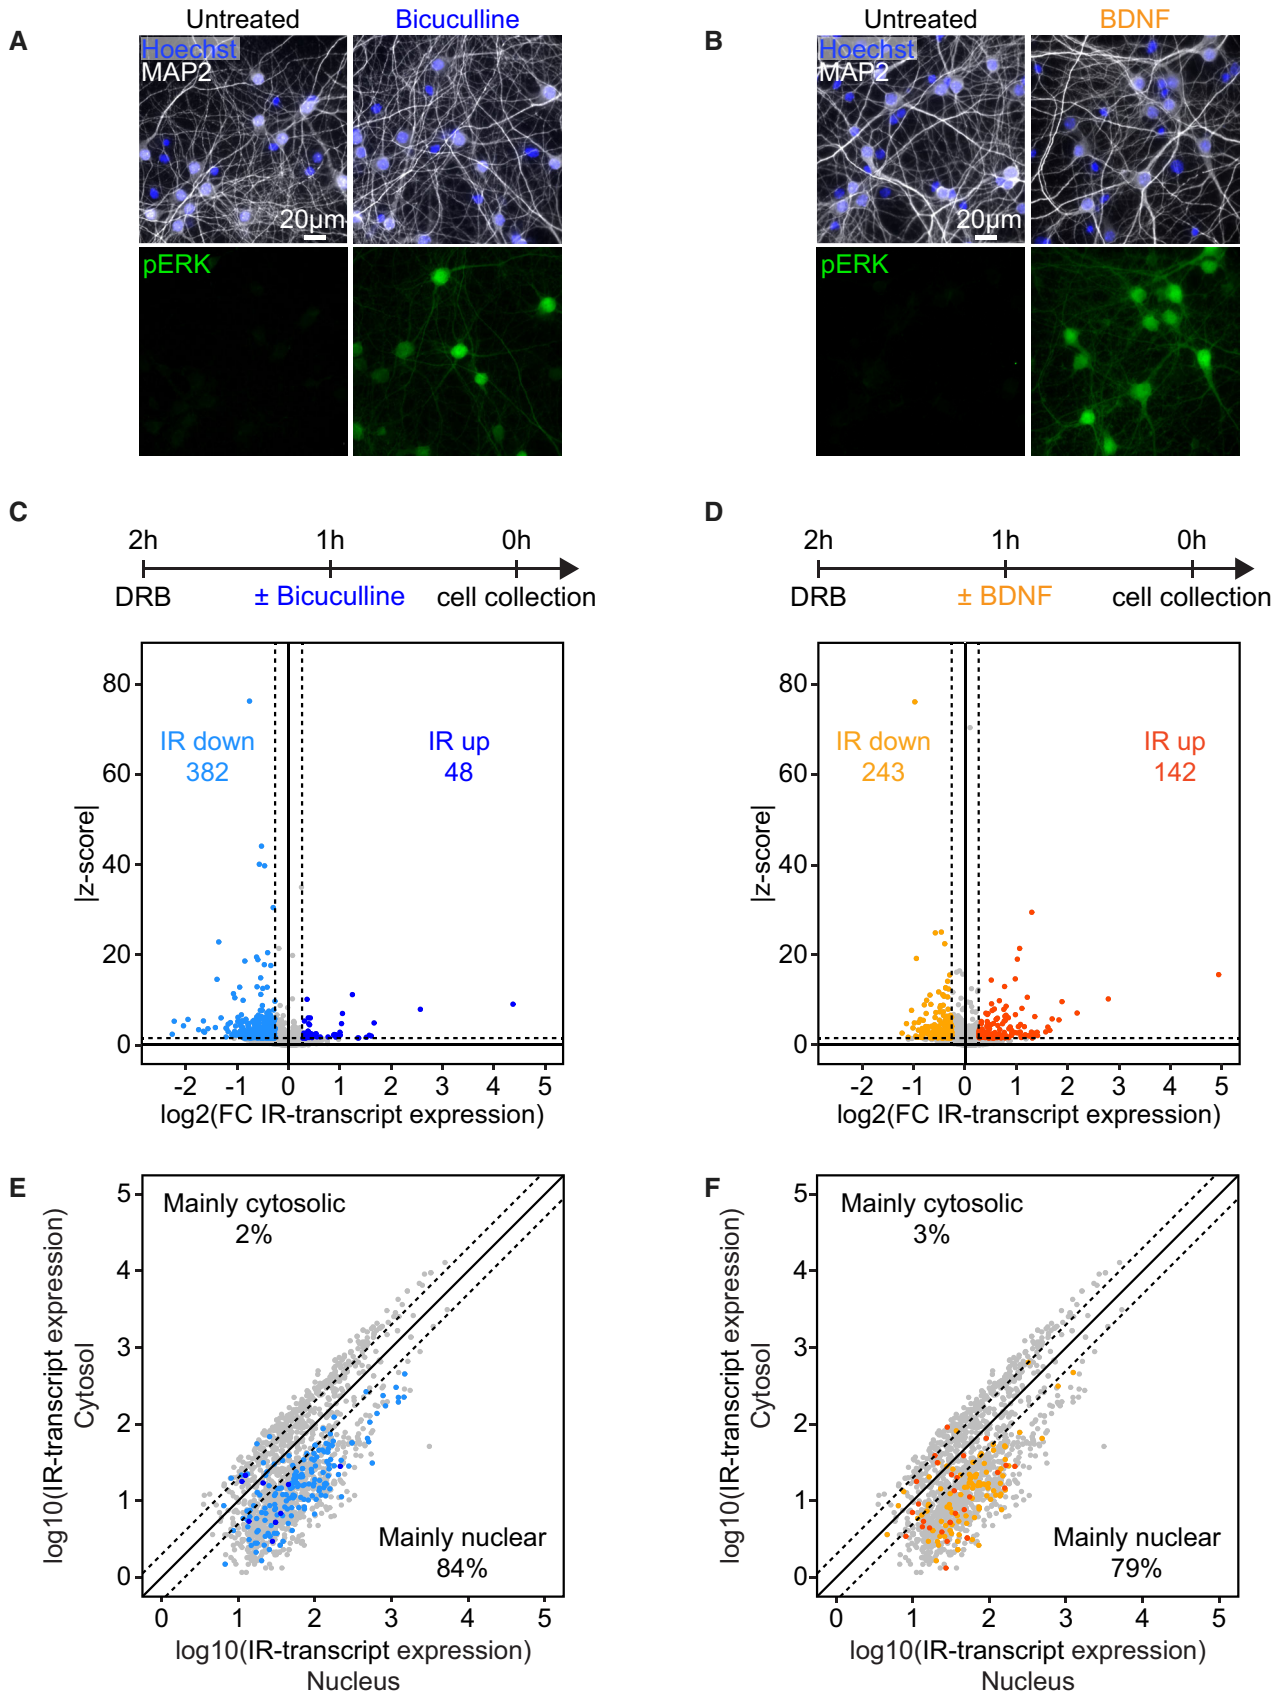 A
Untreated
Bicuculline
Hoechst
MAP2
20µm
pERK
B
Untreated
BDNF
Hoechst
MAP2
20µm
pERK
C
2h 1h 0h
DRB ± Bicuculline cell collection
|z-score|
80
60
40
20
0
IR down
382
IR up
48
-2 -1 0 1 2 3 4 5
log2(FC IR-transcript expression)
D
2h 1h 0h
DRB ± BDNF cell collection
|z-score|
80
60
40
20
0
IR down
243
IR up
142
-2 -1 0 1 2 3 4 5
log2(FC IR-transcript expression)
E
log10(IR-transcript expression)
Cytosol
5
4
3
2
1
0
Mainly cytosolic
2%
Mainly nuclear
84%
0 1 2 3 4 5
log10(IR-transcript expression)
Nucleus
F
log10(IR-transcript expression)
Cytosol
5
4
3
2
1
0
Mainly cytosolic
3%
Mainly nuclear
79%
0 1 2 3 4 5
log10(IR-transcript expression)
Nucleus